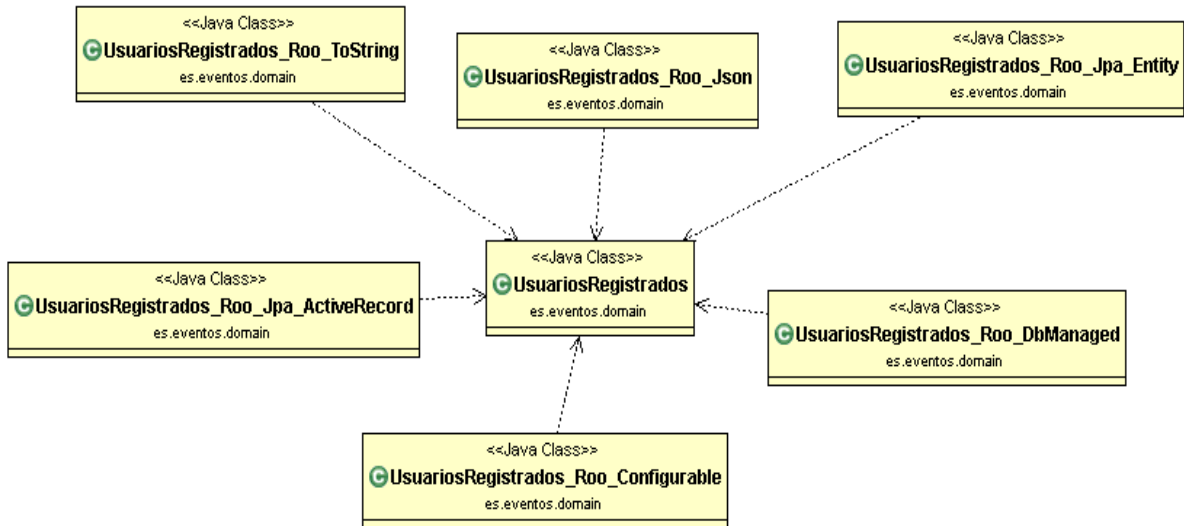 <<Java Class>>
UsuariosRegistrados_Roo_ToString
es.eventos.domain
<<Java Class>>
UsuariosRegistrados_Roo_Json
es.eventos.domain
<<Java Class>>
UsuariosRegistrados_Roo_Jpa_Entity
es.eventos.domain
<<Java Class>>
UsuariosRegistrados
es.eventos.domain
<<Java Class>>
UsuariosRegistrados_Roo_Jpa_ActiveRecord
es.eventos.domain
<<Java Class>>
UsuariosRegistrados_Roo_DbManaged
es.eventos.domain
<<Java Class>>
UsuariosRegistrados_Roo_Configurable
es.eventos.domain